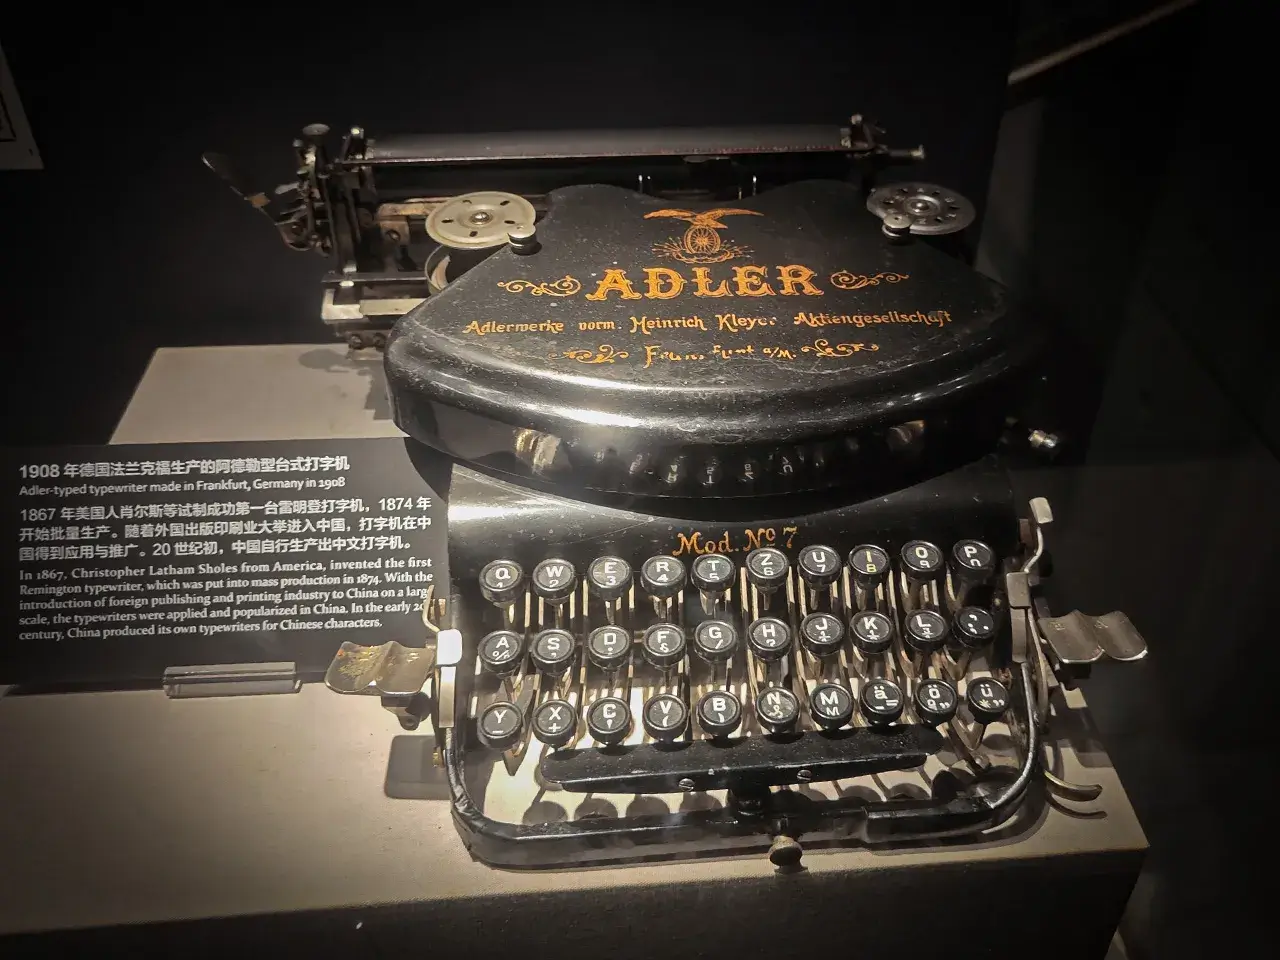 ADLER
Adlerwerke vorm. Heinrich Kleyer Aktiengesellschaft
a/M.
Mod. No 7
Q W E 3 R 4 T 5 Z 6 U 7 I 8 O 9 P
A % S D F & G H ? J K L
Y X + C V ( B ) N M ä ö ü
1908 年德国法兰克福生产的阿德勒型台式打字机
Adler-typed typewriter made in Frankfurt, Germany in 1908
1867 年美国人肖尔斯等试制成功第一台雷明登打字机，1874 年
开始批量生产。随着外国出版印刷业大举进入中国，打字机在中
国得到应用与推广。20 世纪初，中国自行生产出中文打字机。
In 1867, Christopher Latham Sholes from America, invented the first
Remington typewriter, which was put into mass production in 1874. With the
introduction of foreign publishing and printing industry to China on a large
scale, the typewriters were applied and popularized in China. In the early
century, China produced its own typewriters for Chinese characters.